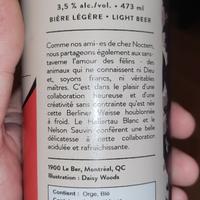 3,5 % alc./vol. • 473 ml
BIÈRE LÉGÈRE • LIGHT BEER
Comme nos ami·es de chez Noctem,
nous partageons également aux sans-
taverne l'amour des félins - des
animaux qui ne connaissent ni Dieu
et, soyons francs, ni véritables
maîtres. C'est dans le plaisir d'une
collaboration heureuse et d'une
créativité sans contrainte qu'est née
cette Berliner Weisse houblonnée
à froid. Le Hallertau Blanc et le
Nelson Sauvin confèrent une belle
délicatesse à cette collaboration
acidulée et rafraîchissante.
1900 Le Bar, Montréal, QC
Illustration : Daisy Woods
Contient : Orge, Blé